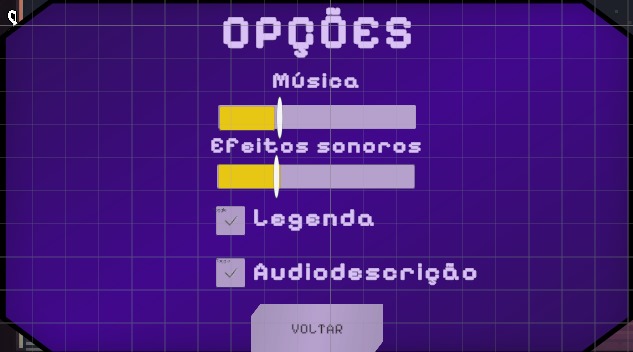 OPÇÕES
Música
Efeitos sonoros
Legenda
Audiodescrição
VOLTAR